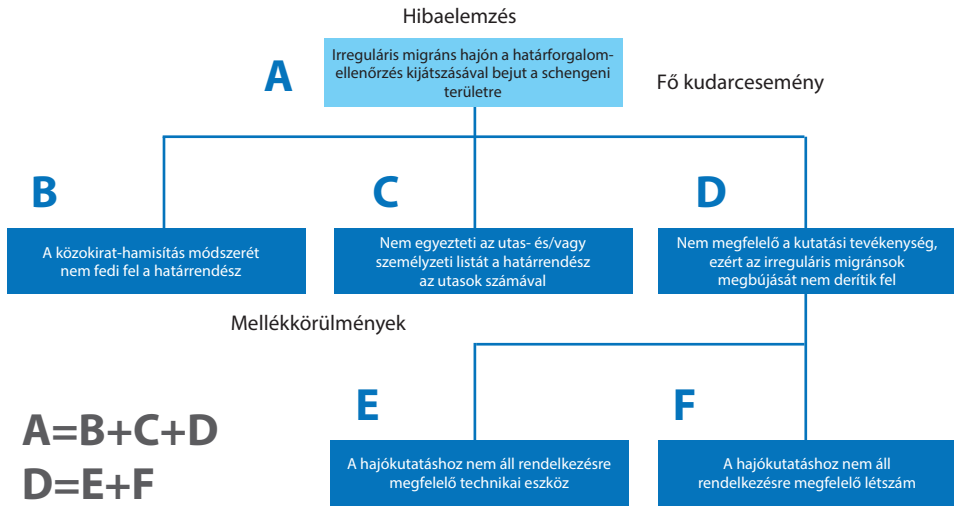 Hibaelemzés
A
Irreguláris migráns hajón a határforgalom-
ellenőrzés kijátszásával bejut a schengeni
területre
Fő kudarcesemény
B
A közokirat-hamisítás módszerét
nem fedi fel a határrendész
C
Nem egyezteti az utas- és/vagy
személyzeti listát a határrendész
az utasok számával
D
Nem megfelelő a kutatási tevékenység,
ezért az irreguláris migránsok
megbújását nem derítik fel
Mellékkörülmények
E
A hajókutatáshoz nem áll rendelkezésre
megfelelő technikai eszköz
F
A hajókutatáshoz nem áll
rendelkezésre megfelelő létszám
A=B+C+D
D=E+F